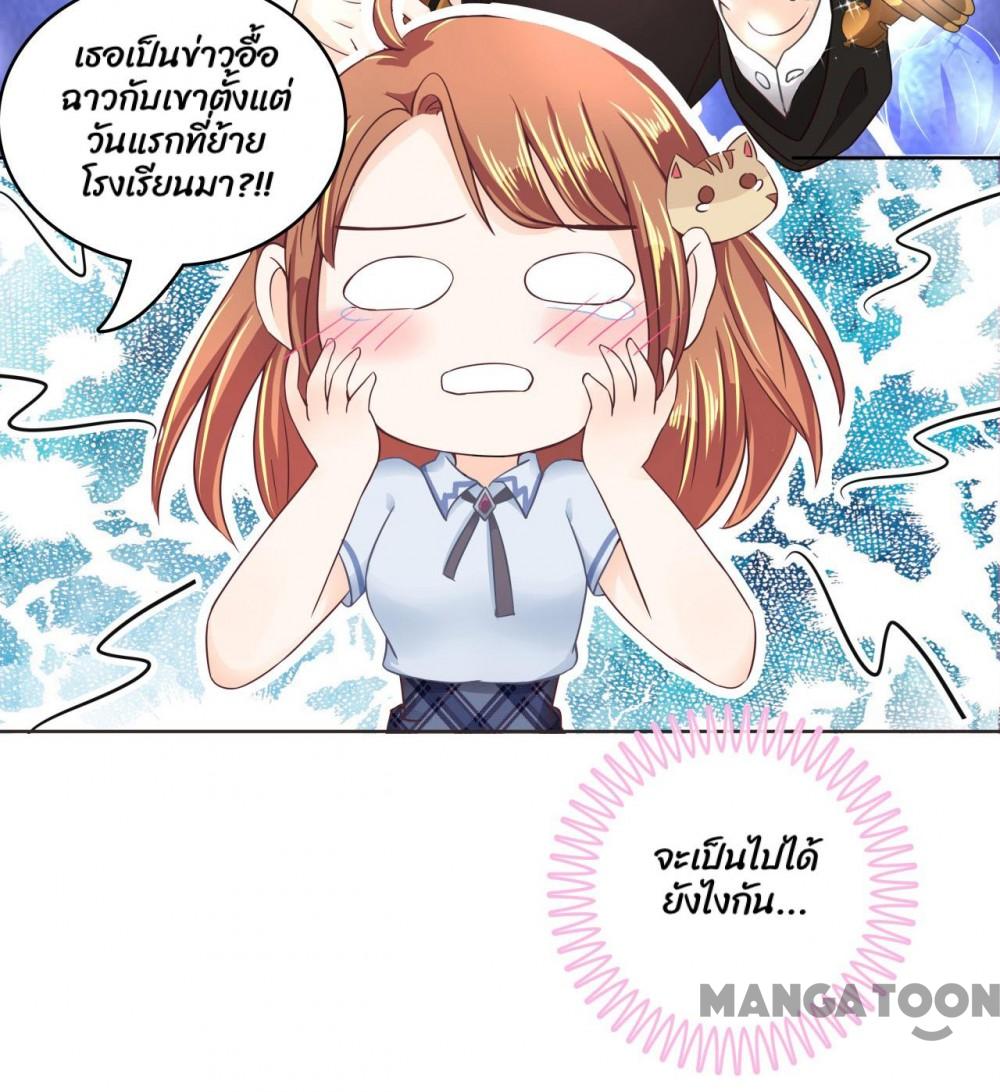 เธอเป็นข่าวอื้อ
ฉาวกับเขาตั้งแต่
วันแรกที่ย้าย
โรงเรียนมา?!!
จะเป็นไปได้
ยังไงกัน...
MANGATOON